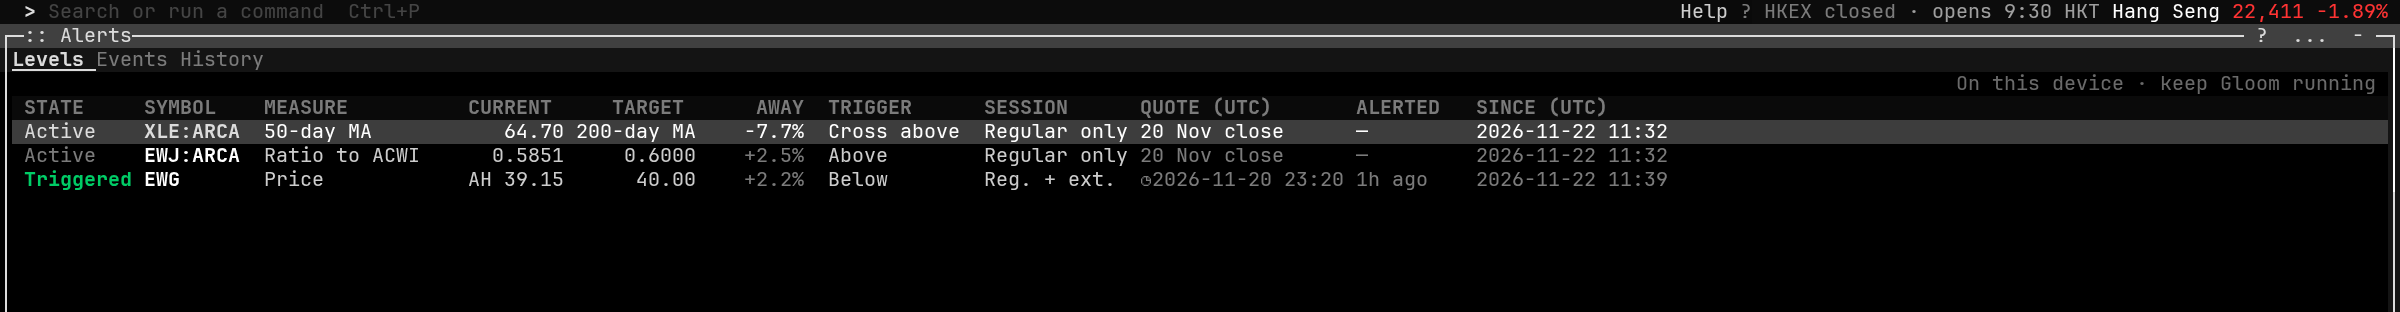 > Search or run a command  Ctrl+P  Help ? HKEX closed · opens 9:30 HKT Hang Seng 22,411 -1.89%
:: Alerts ? ... -
Levels Events History
On this device · keep Gloom running
STATE SYMBOL MEASURE CURRENT TARGET AWAY TRIGGER SESSION QUOTE (UTC) ALERTED SINCE (UTC)
Active XLE:ARCA 50-day MA 64.70 200-day MA -7.7% Cross above Regular only 20 Nov close — 2026-11-22 11:32
Active EWJ:ARCA Ratio to ACWI 0.5851 0.6000 +2.5% Above Regular only 20 Nov close — 2026-11-22 11:32
Triggered EWG Price AH 39.15 40.00 +2.2% Below Reg. + ext. ◔2026-11-20 23:20 1h ago 2026-11-22 11:39